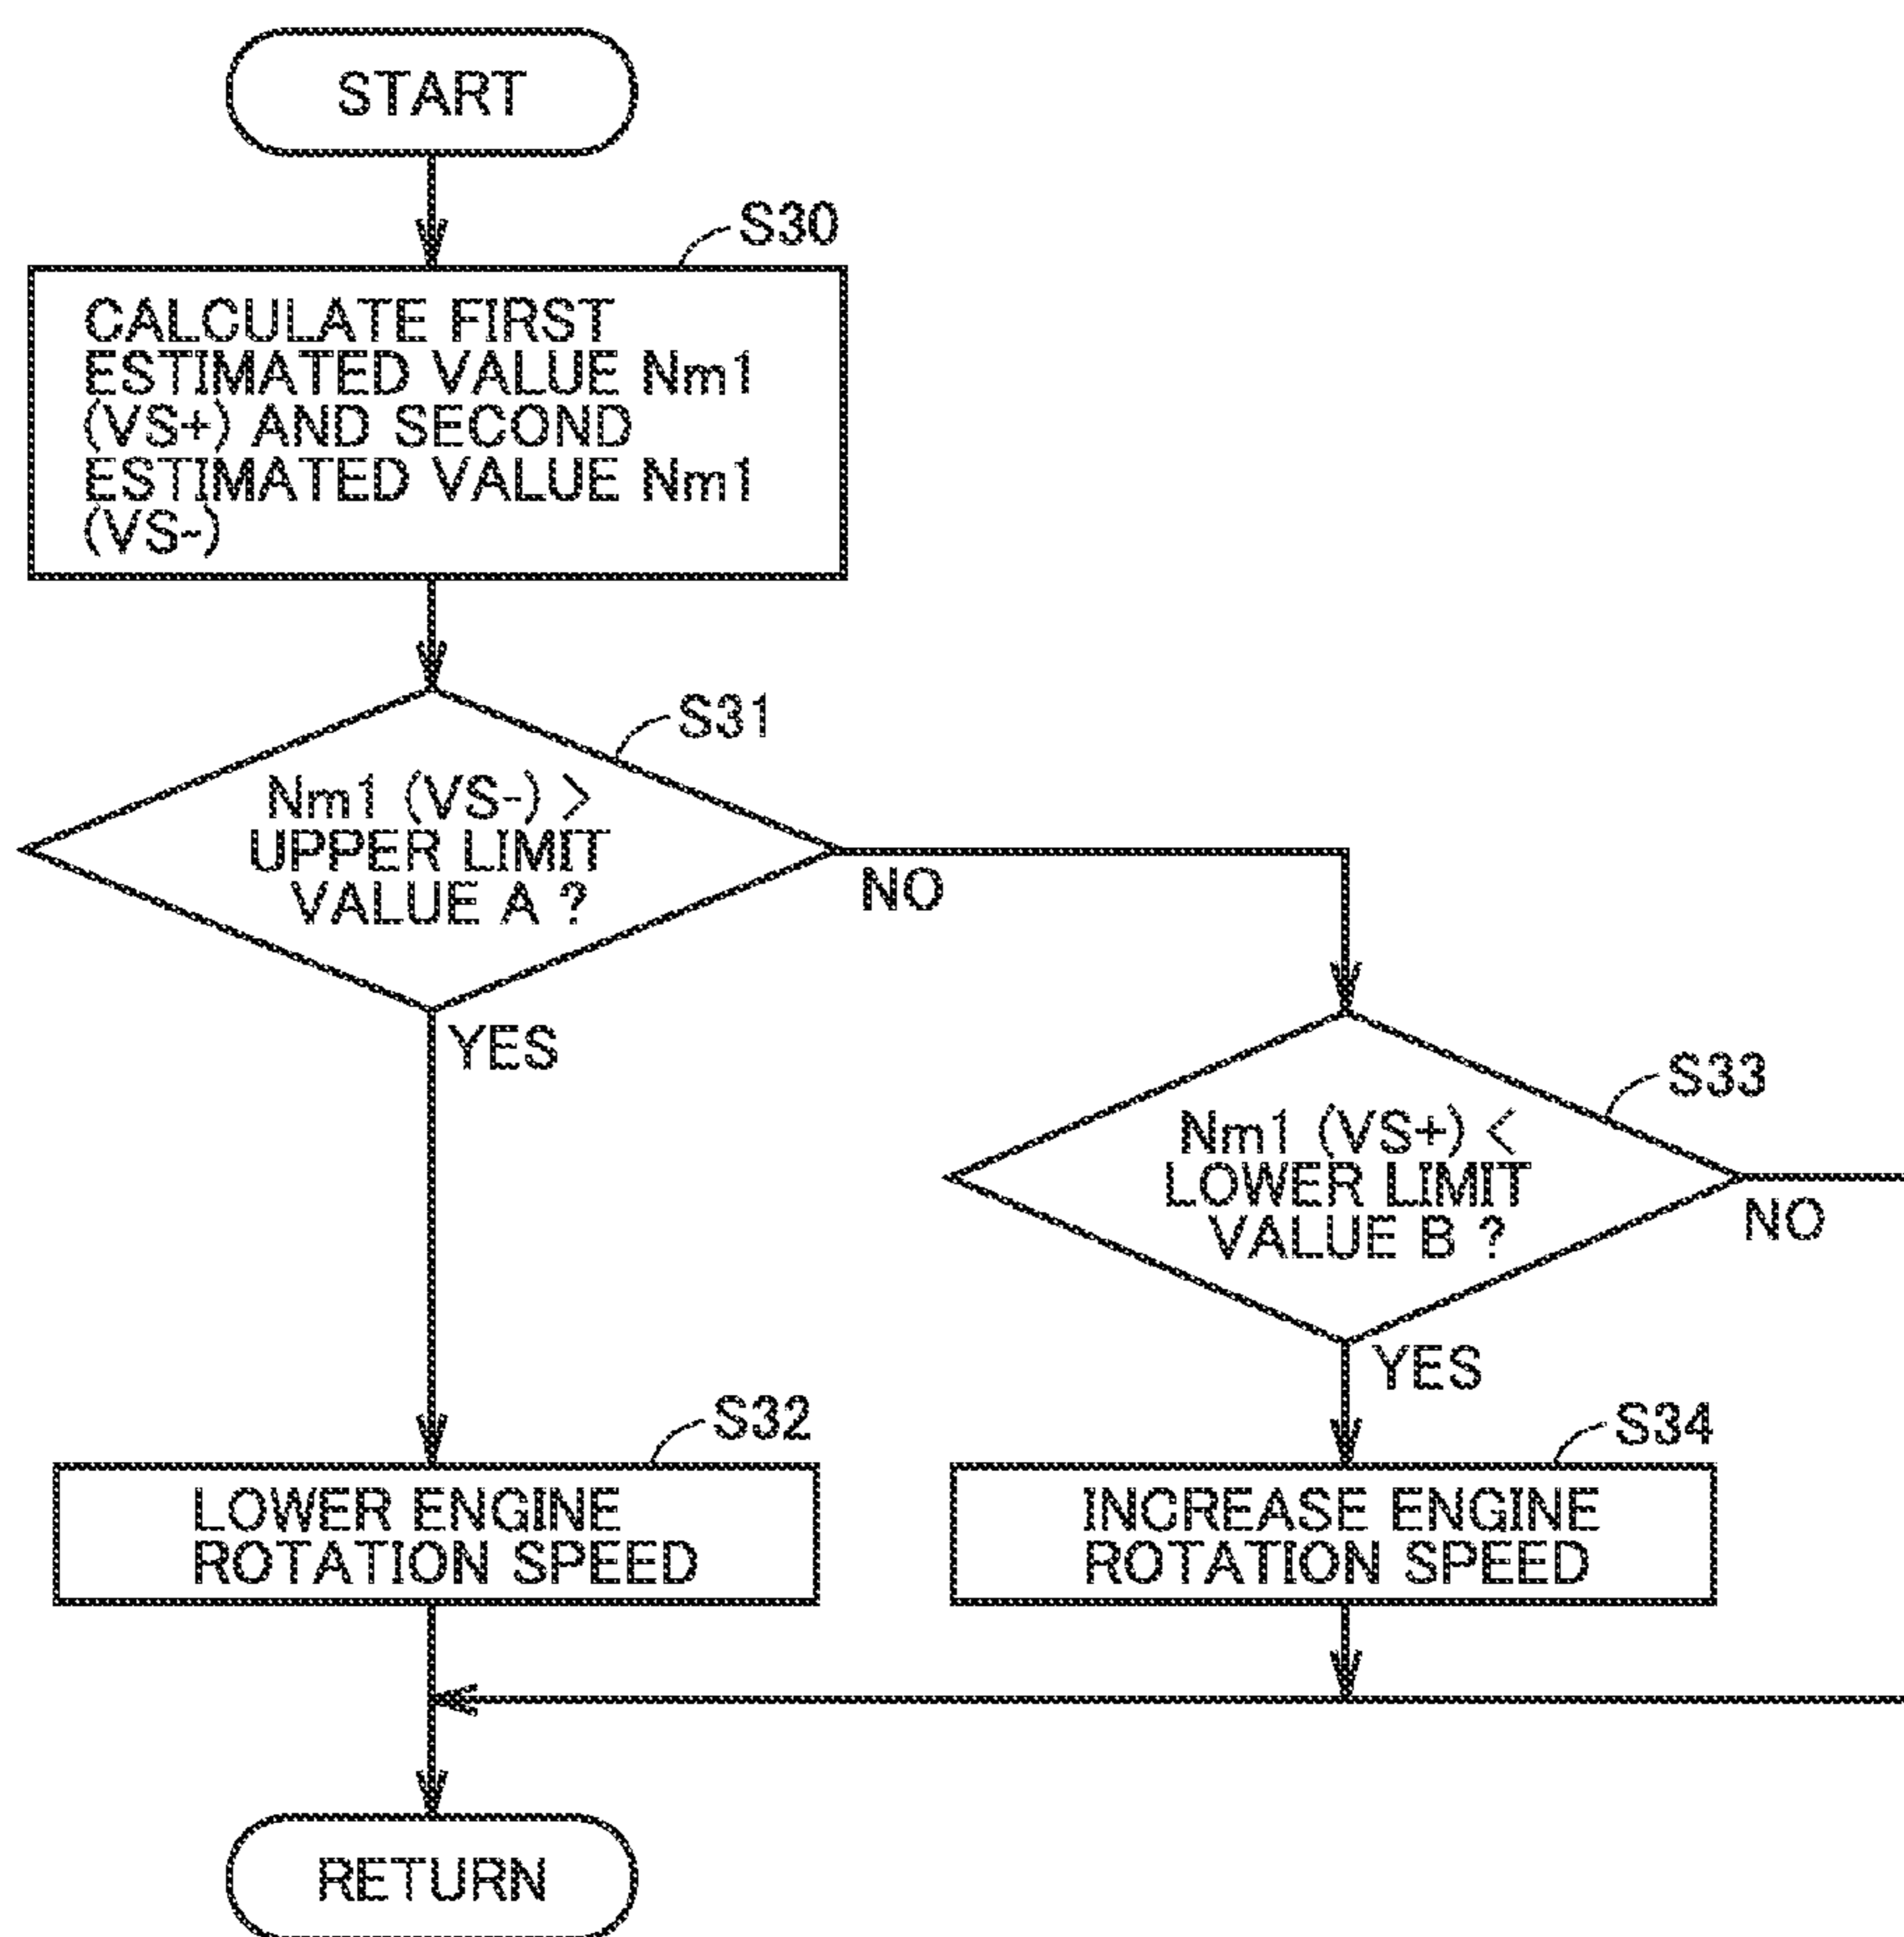 START
S30
CALCULATE FIRST
ESTIMATED VALUE Nm1
(VS+) AND SECOND
ESTIMATED VALUE Nm1
(VS-)
S31
Nm1 (VS-) >
UPPER LIMIT
VALUE A ?
NO
YES
S33
Nm1 (VS+) <
LOWER LIMIT
VALUE B ?
NO
YES
S32
LOWER ENGINE
ROTATION SPEED
S34
INCREASE ENGINE
ROTATION SPEED
RETURN